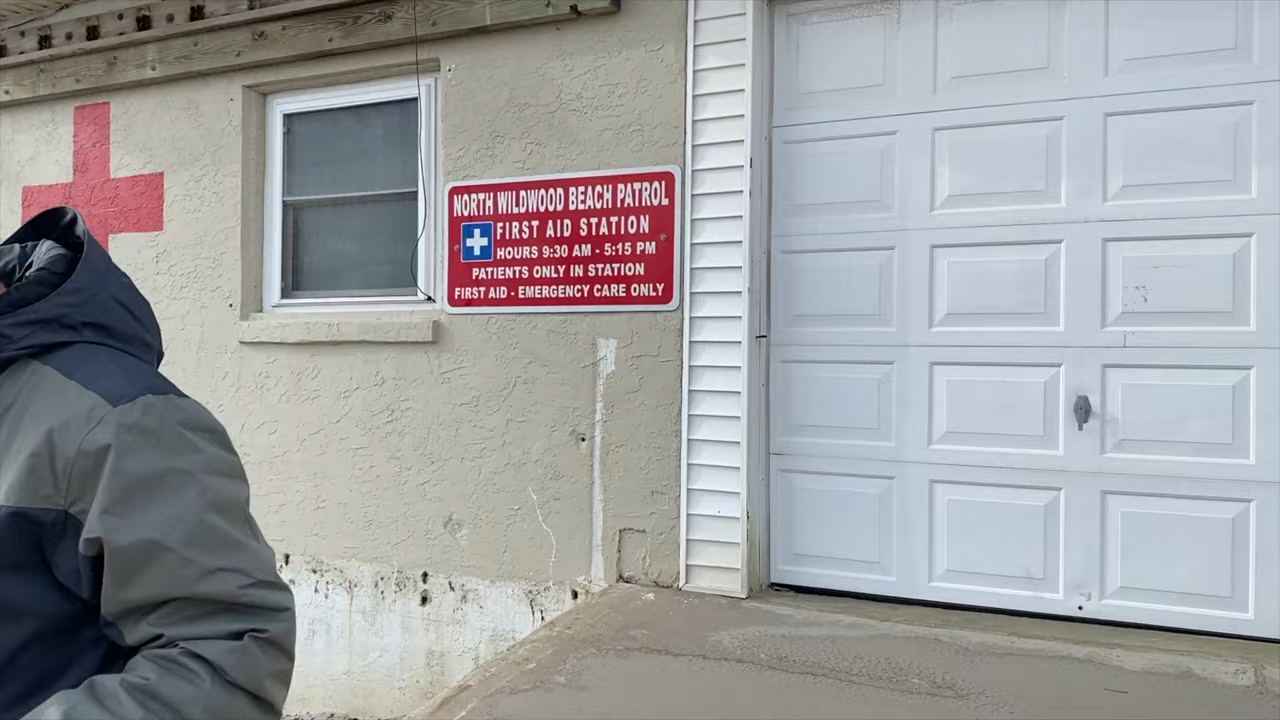 NORTH WILDWOOD BEACH PATROL
FIRST AID STATION
HOURS 9:30 AM - 5:15 PM
PATIENTS ONLY IN STATION
FIRST AID - EMERGENCY CARE ONLY